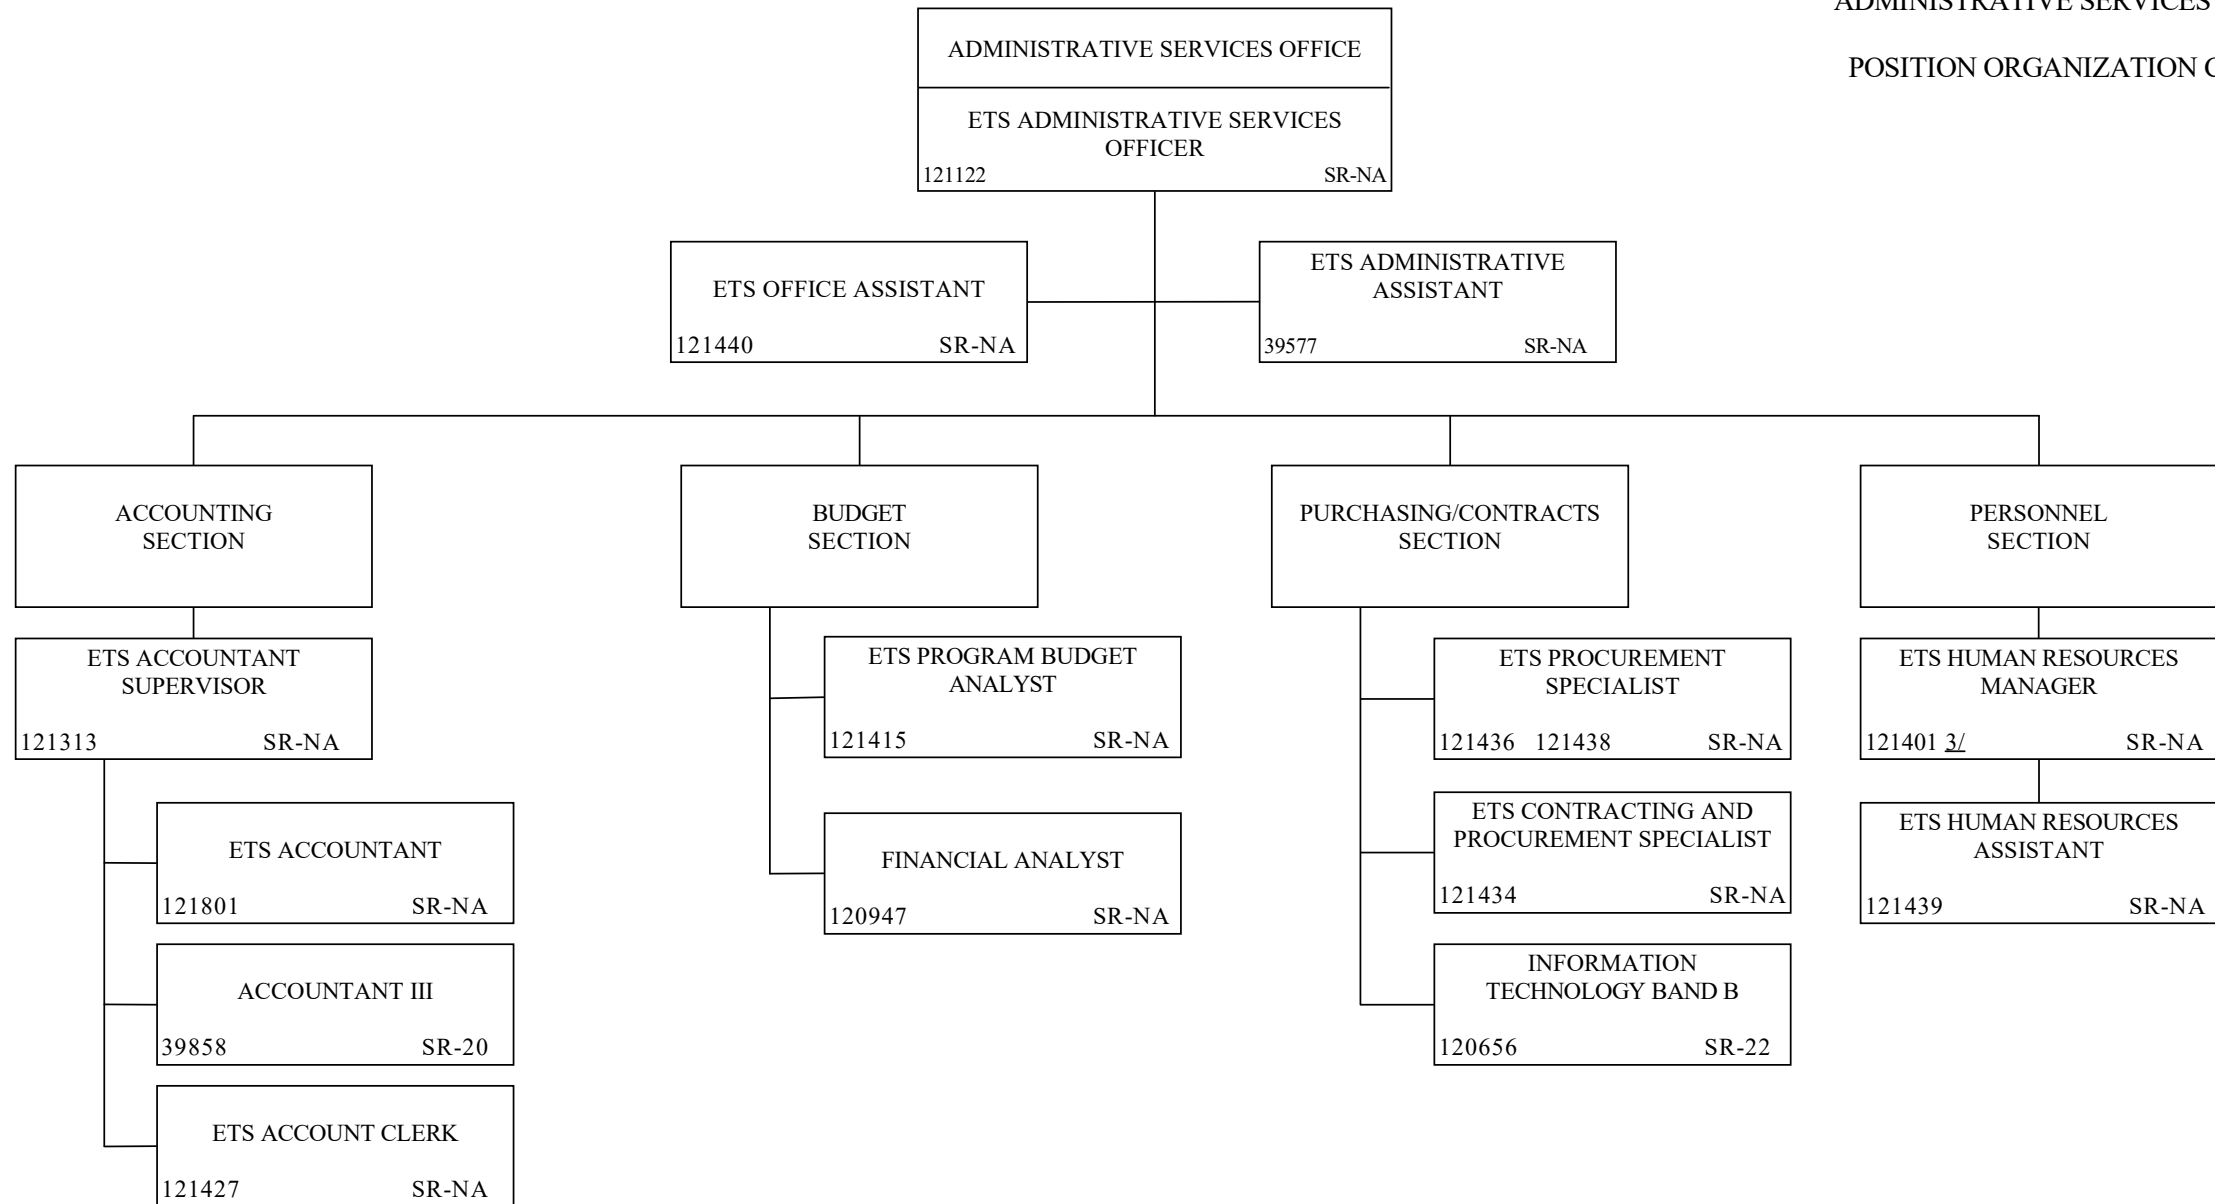 ADMINISTRATIVE SERVICES
POSITION ORGANIZATION
ADMINISTRATIVE SERVICES OFFICE
ETS ADMINISTRATIVE SERVICES
OFFICER
121122 SR-NA
ETS OFFICE ASSISTANT
121440 SR-NA
ETS ADMINISTRATIVE
ASSISTANT
39577 SR-NA
ACCOUNTING
SECTION
ETS ACCOUNTANT
SUPERVISOR
121313 SR-NA
ETS ACCOUNTANT
121801 SR-NA
ACCOUNTANT III
39858 SR-20
ETS ACCOUNT CLERK
121427 SR-NA
BUDGET
SECTION
ETS PROGRAM BUDGET
ANALYST
121415 SR-NA
FINANCIAL ANALYST
120947 SR-NA
PURCHASING/CONTRACTS
SECTION
ETS PROCUREMENT
SPECIALIST
121436 121438 SR-NA
ETS CONTRACTING AND
PROCUREMENT SPECIALIST
121434 SR-NA
INFORMATION
TECHNOLOGY BAND B
120656 SR-22
PERSONNEL
SECTION
ETS HUMAN RESOURCES
MANAGER
121401 3/ SR-NA
ETS HUMAN RESOURCES
ASSISTANT
121439 SR-NA